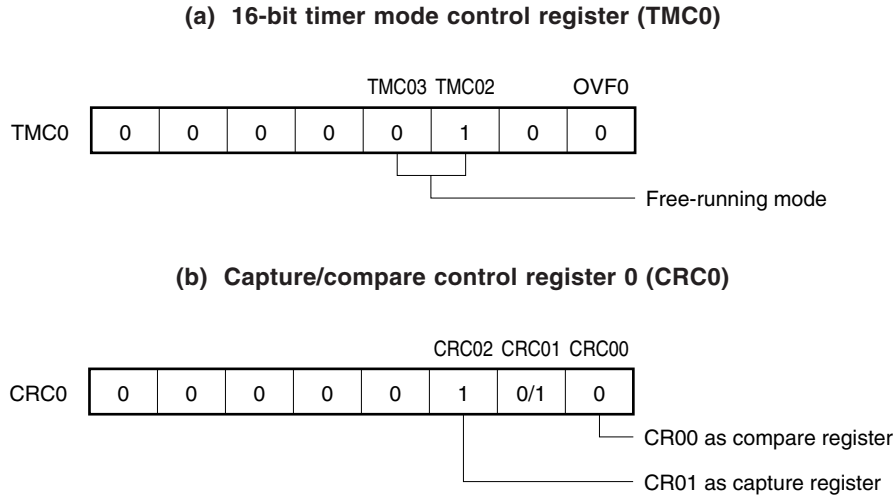 (a) 16-bit timer mode control register (TMC0)
TMC03 TMC02 OVF0
TMC0 0 0 0 0 0 1 0 0
Free-running mode
(b) Capture/compare control register 0 (CRC0)
CRC02 CRC01 CRC00
CRC0 0 0 0 0 0 1 0/1 0
CR00 as compare register
CR01 as capture register